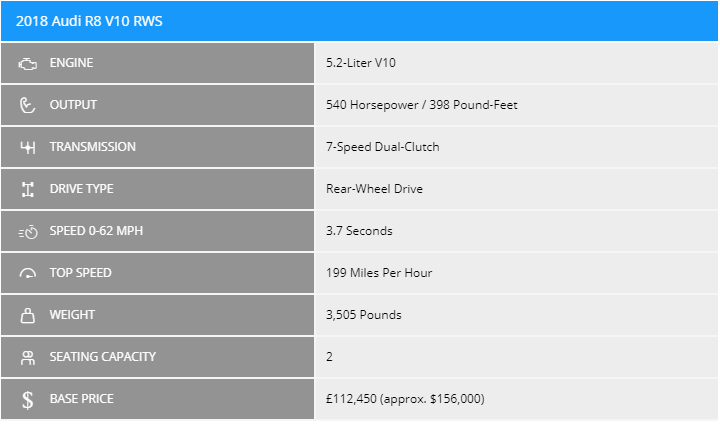 2018 Audi R8 V10 RWS
ENGINE 5.2-Liter V10
OUTPUT 540 Horsepower / 398 Pound-Feet
TRANSMISSION 7-Speed Dual-Clutch
DRIVE TYPE Rear-Wheel Drive
SPEED 0-62 MPH 3.7 Seconds
TOP SPEED 199 Miles Per Hour
WEIGHT 3,505 Pounds
SEATING CAPACITY 2
$ BASE PRICE £112,450 (approx. $156,000)